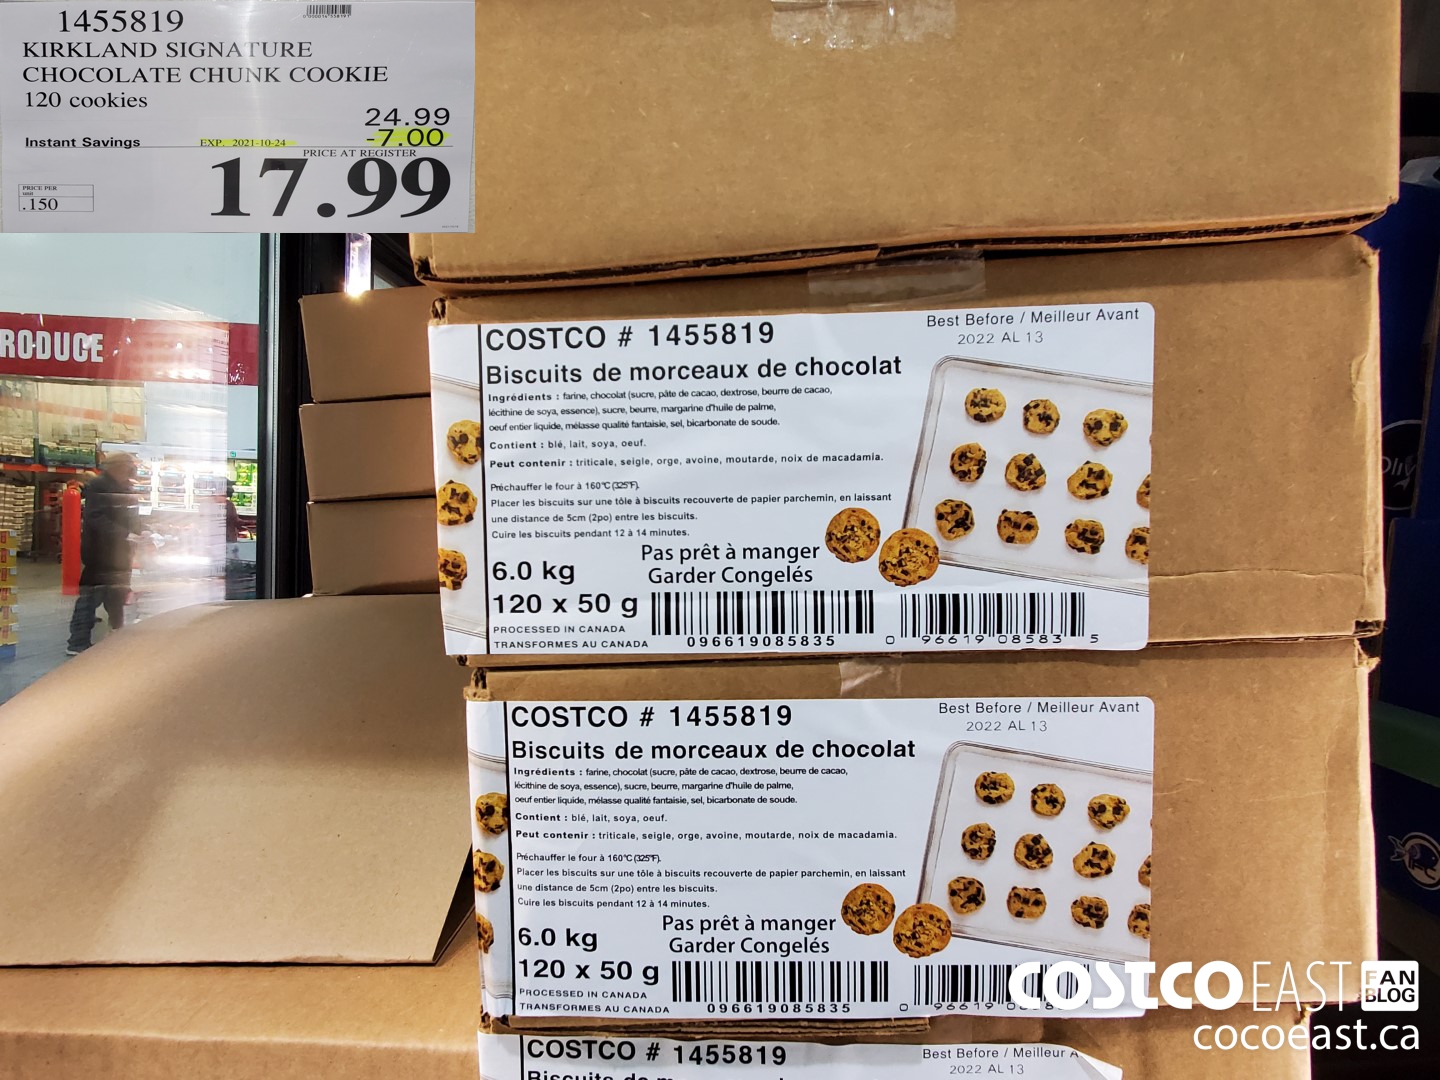 1455819
KIRKLAND SIGNATURE
CHOCOLATE CHUNK COOKIE
120 cookies
24.99
Instant Savings EXP. 2021-10-24 -7.00
PRICE AT REGISTER
17.99
PRICE PER
unit
.150
RODUCE
COSTCO # 1455819
Best Before / Meilleur Avant
2022 AL 13
Biscuits de morceaux de chocolat
Ingrédients : farine, chocolat (sucre, pâte de cacao, dextrose, beurre de cacao,
lécithine de soya, essence), sucre, beurre, margarine d'huile de palme,
oeuf entier liquide, mélasse qualité fantaisie, sel, bicarbonate de soude.
Contient : blé, lait, soya, oeuf.
Peut contenir : triticale, seigle, orge, avoine, moutarde, noix de macadamia.
Préchauffer le four à 160°C (325°F).
Placer les biscuits sur une tôle à biscuits recouverte de papier parchemin, en laissant
une distance de 5cm (2po) entre les biscuits.
Cuire les biscuits pendant 12 à 14 minutes.
Pas prêt à manger
Garder Congelés
6.0 kg
120 x 50 g
PROCESSED IN CANADA
TRANSFORMES AU CANADA
096619085835
0 96619 08583 5
COSTCO # 1455819
Best Before / Meilleur Avant
2022 AL 13
Biscuits de morceaux de chocolat
Ingrédients : farine, chocolat (sucre, pâte de cacao, dextrose, beurre de cacao,
lécithine de soya, essence), sucre, beurre, margarine d'huile de palme,
oeuf entier liquide, mélasse qualité fantaisie, sel, bicarbonate de soude.
Contient : blé, lait, soya, oeuf.
Peut contenir : triticale, seigle, orge, avoine, moutarde, noix de macadamia.
Préchauffer le four à 160°C (325°F).
Placer les biscuits sur une tôle à biscuits recouverte de papier parchemin, en laissant
une distance de 5cm (2po) entre les biscuits.
Cuire les biscuits pendant 12 à 14 minutes.
Pas prêt à manger
Garder Congelés
6.0 kg
120 x 50 g
PROCESSED IN CANADA
TRANSFORMES AU CANADA
096619085835
0 96619
COSTCO # 1455819
Best Before / Meilleur A
2022 AL 13
Biscuits de
COSTCO EAST FAN BLOG
cocoeast.ca